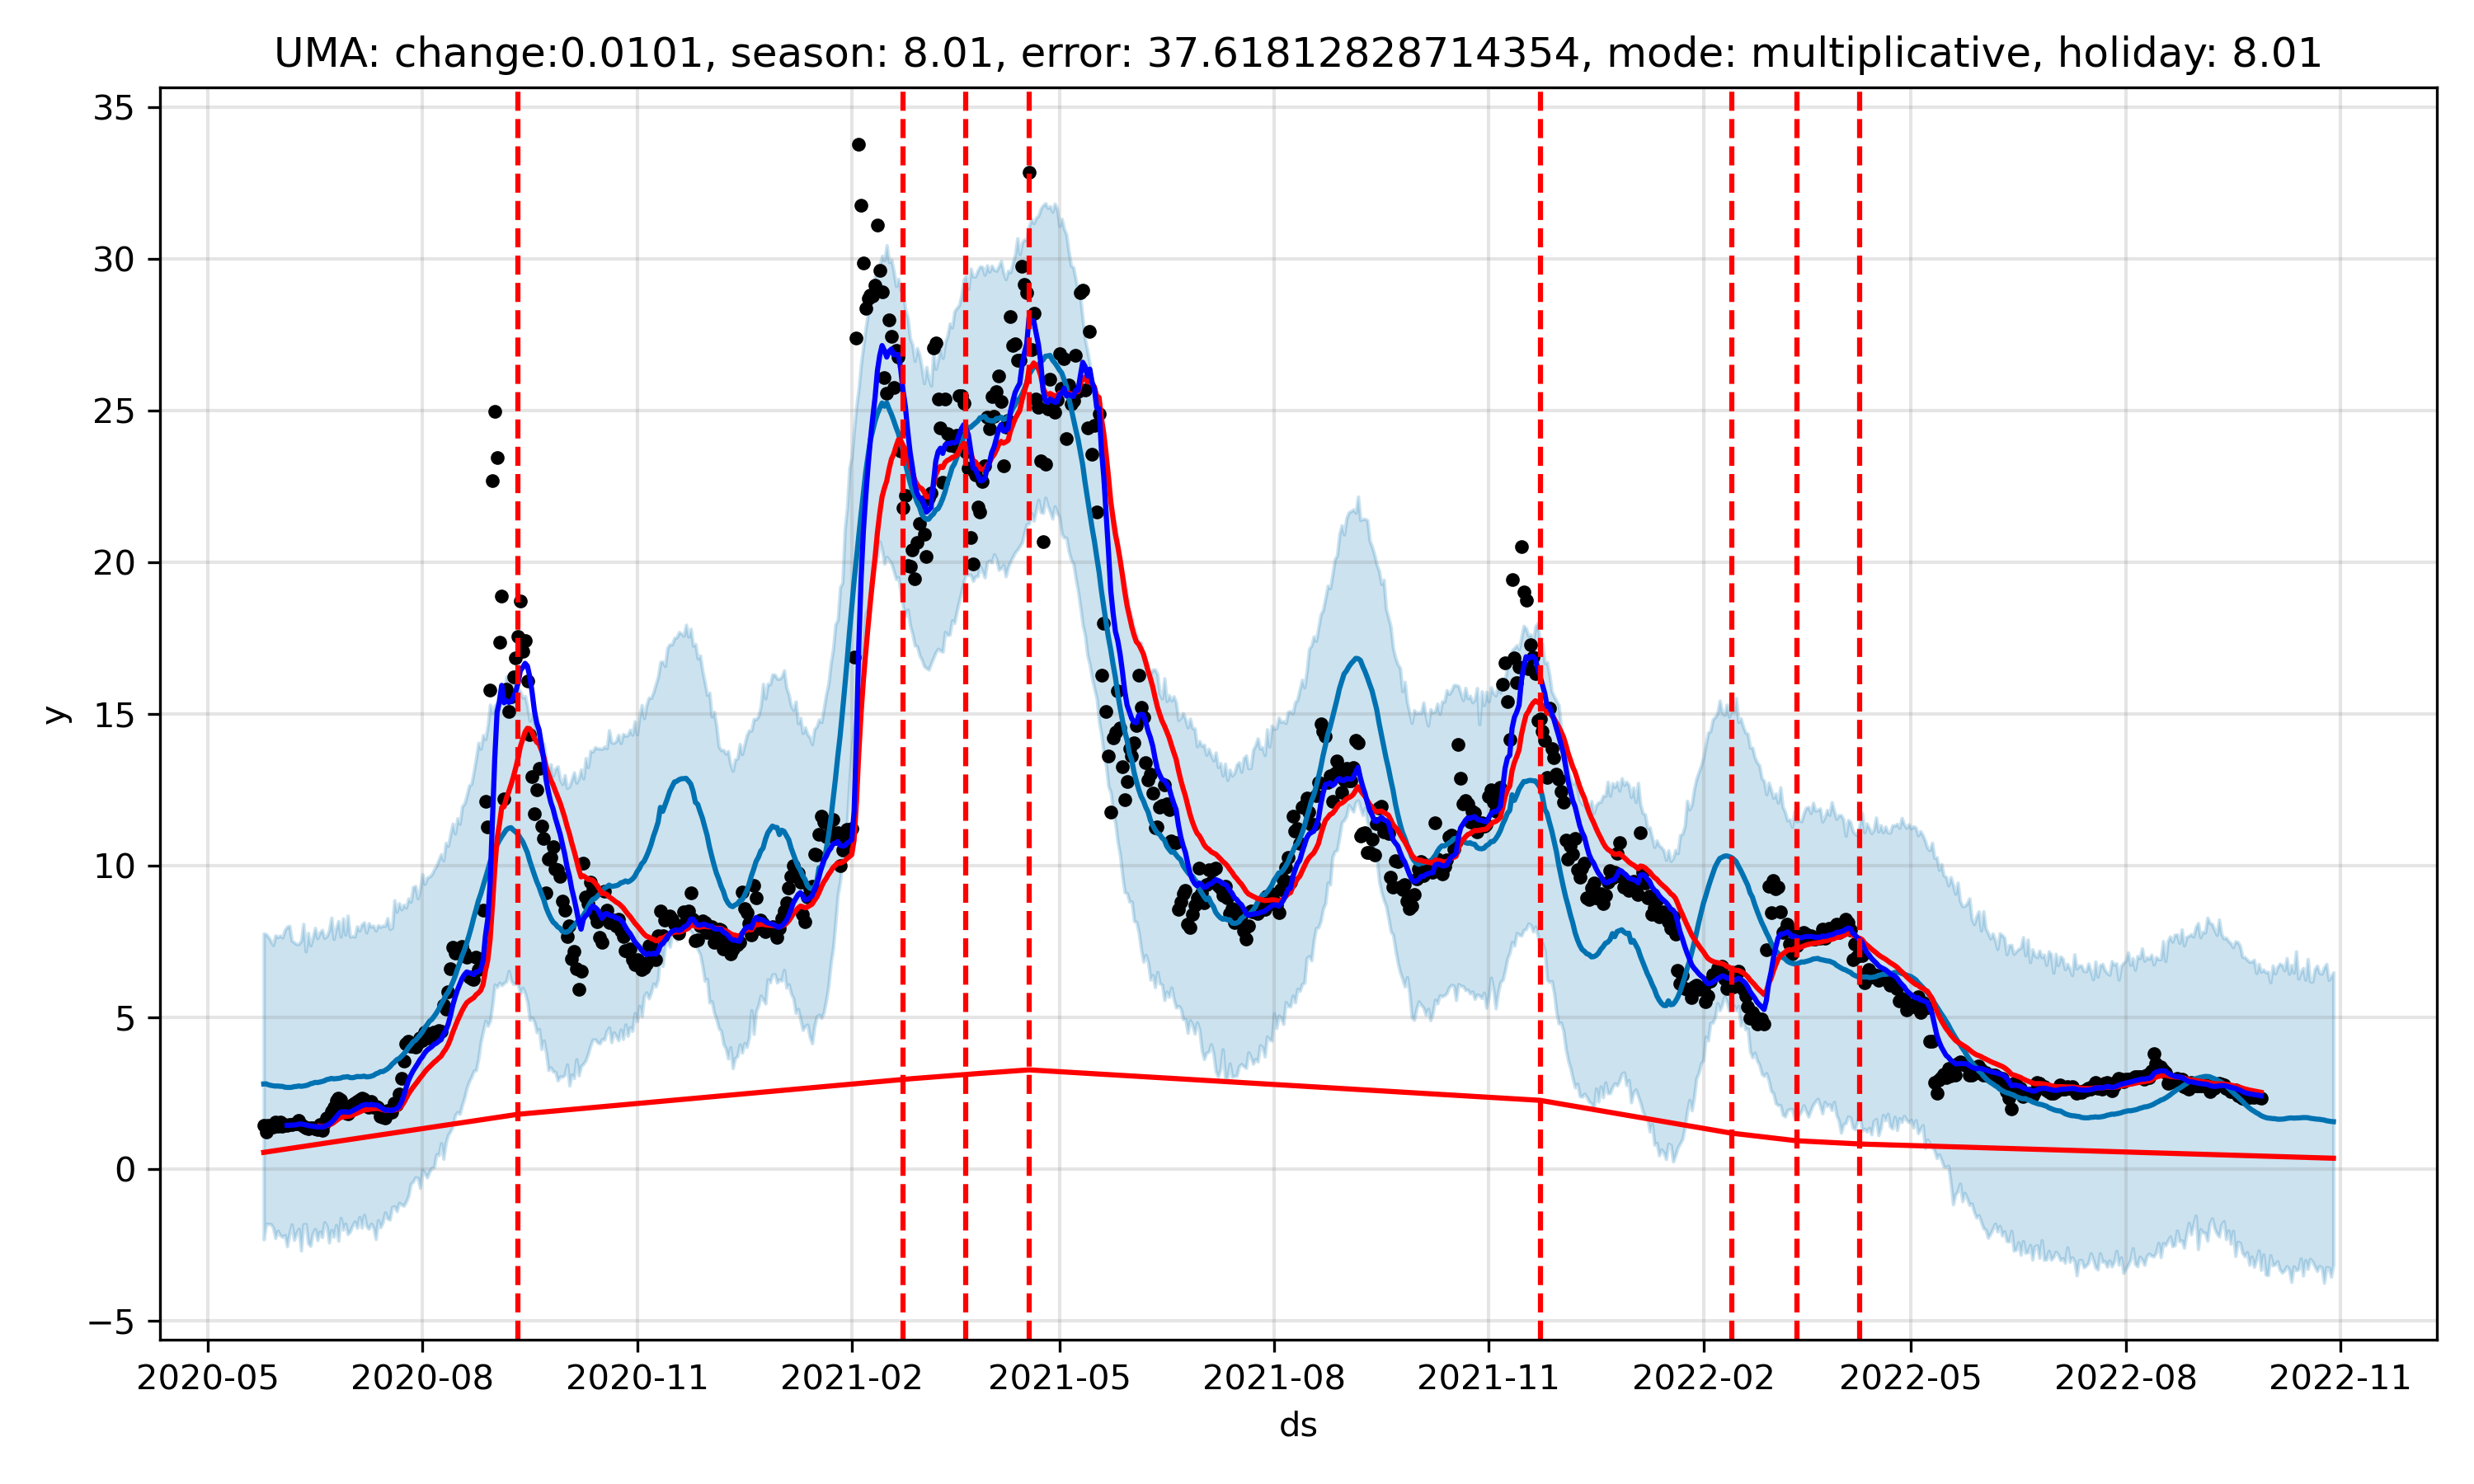 UMA: change:0.0101, season: 8.01, error: 37.61812828714354, mode: multiplicative, holiday: 8.01
35
30
25
20
15
10
5
0
−5
y
2020-05 2020-08 2020-11 2021-02 2021-05 2021-08 2021-11 2022-02 2022-05 2022-08 2022-11
ds